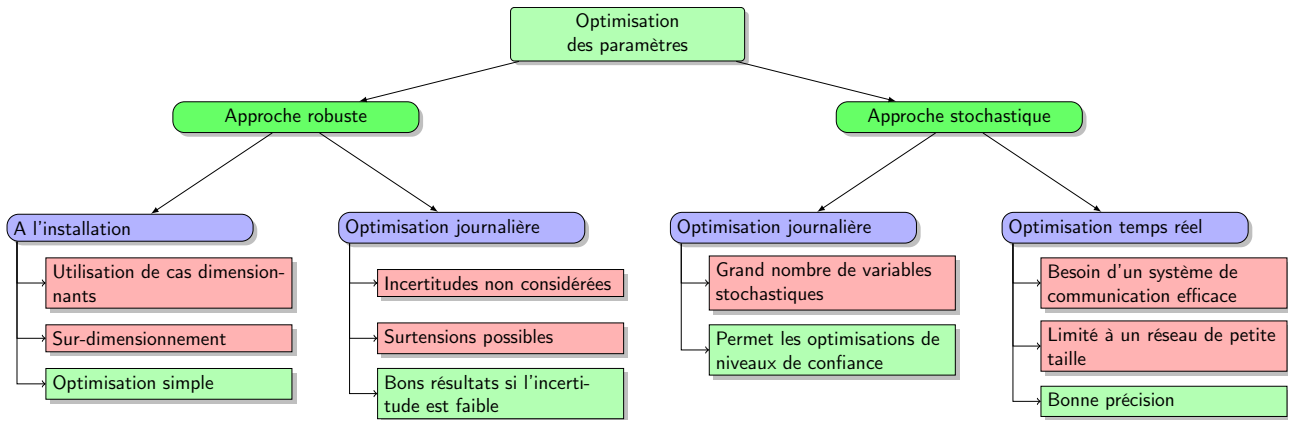 Optimisation
des paramètres
Approche robuste
Approche stochastique
A l'installation
Utilisation de cas dimension-
nants
Sur-dimensionnement
Optimisation simple
Optimisation journalière
Incertitudes non considérées
Surtensions possibles
Bons résultats si l'incerti-
tude est faible
Optimisation journalière
Grand nombre de variables
stochastiques
Permet les optimisations de
niveaux de confiance
Optimisation temps réel
Besoin d'un système de
communication efficace
Limité à un réseau de petite
taille
Bonne précision